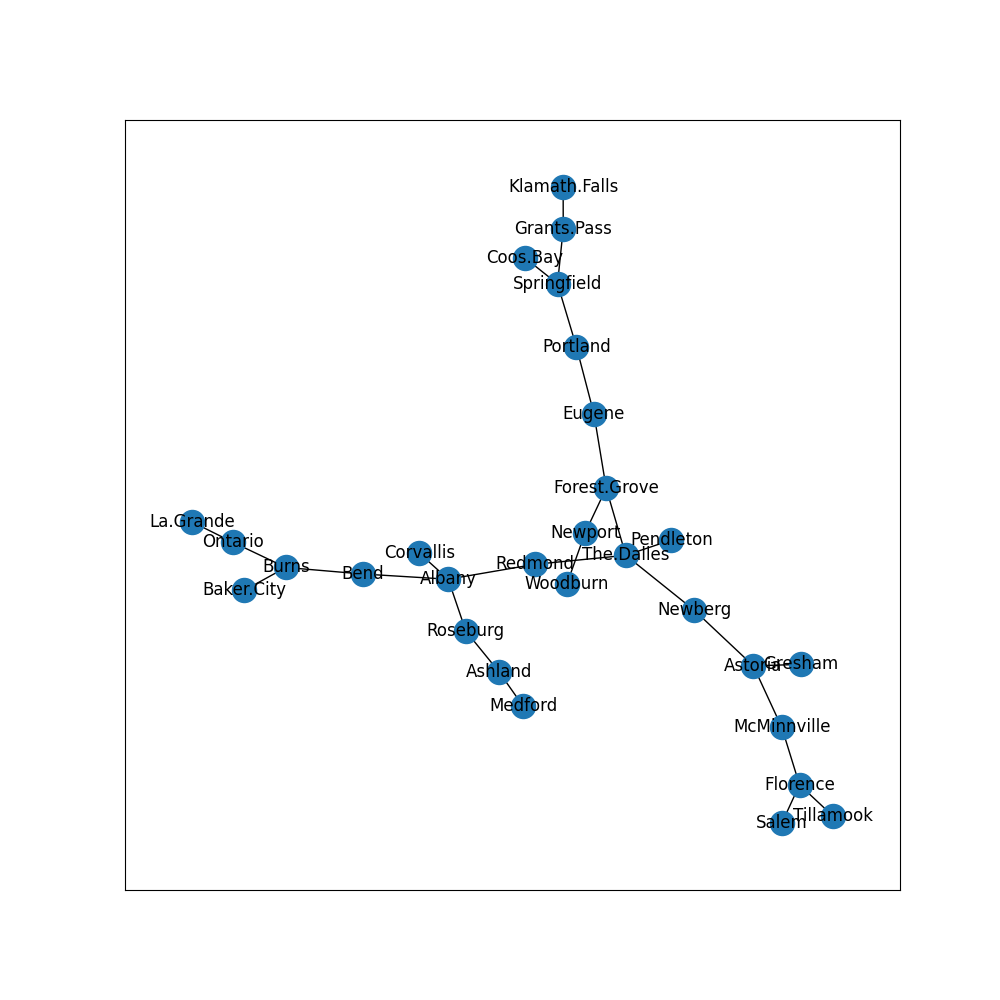 Klamath.Falls
Grants.Pass
Coos.Bay
Springfield
Portland
Eugene
Forest.Grove
La.Grande
Newport
Pendleton
Ontario
Corvallis
The.Dalles
Redmond
Burns
Bend
Albany
Woodburn
Baker.City
Newberg
Roseburg
Astoria
Gresham
Ashland
Medford
McMinnville
Florence
Tillamook
Salem